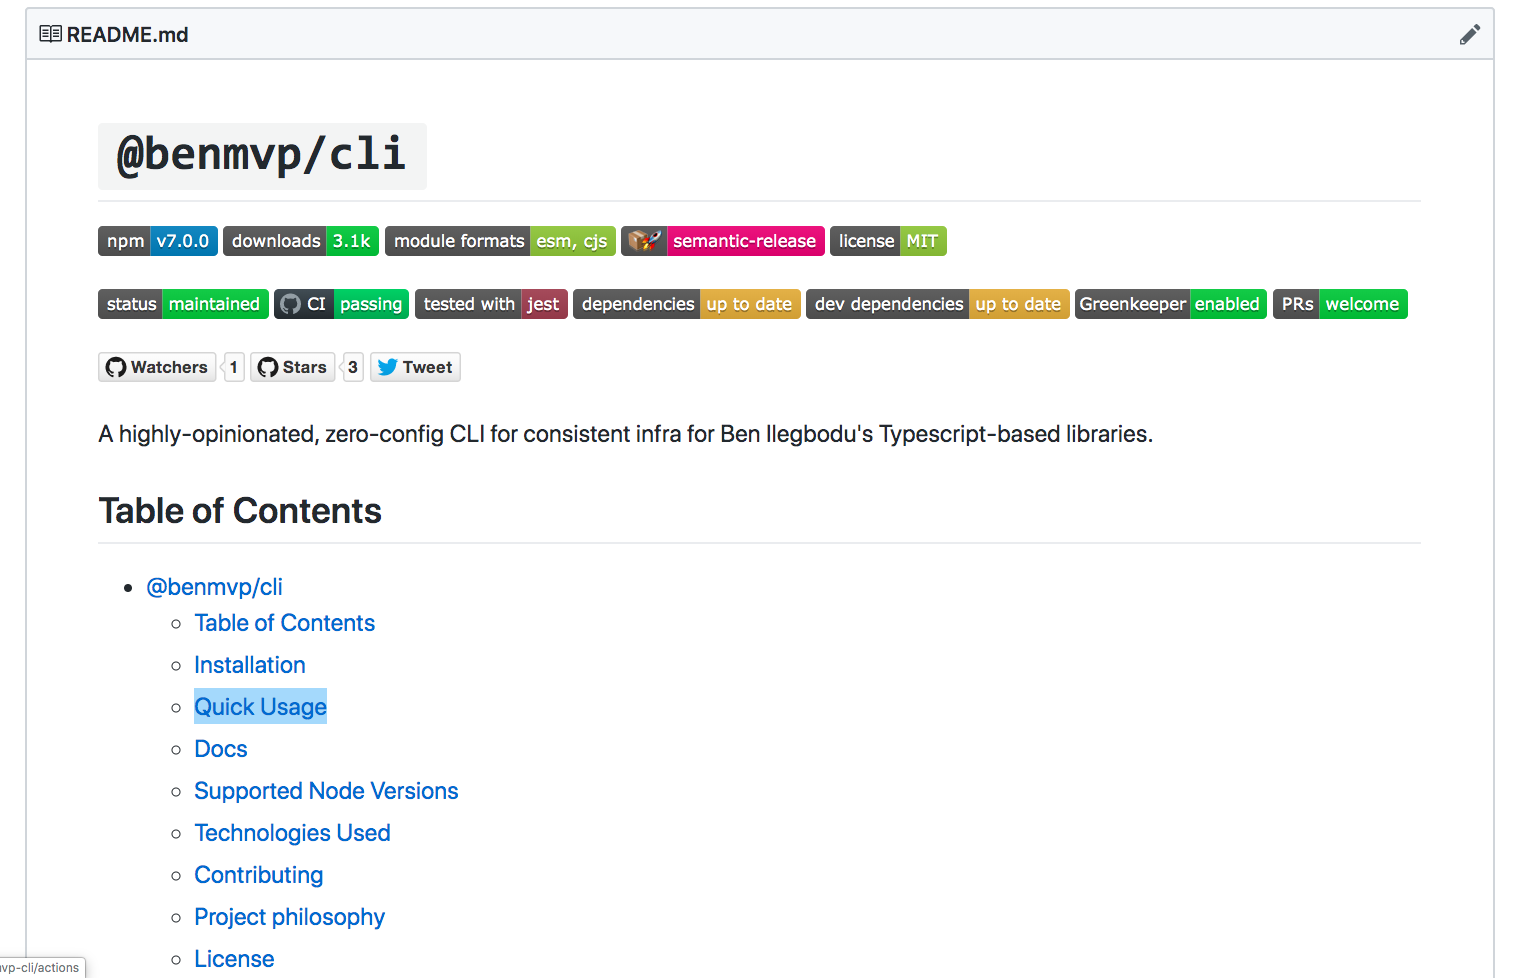 README.md
@benmvp/cli
npm v7.0.0 downloads 3.1k module formats esm, cjs semantic-release license MIT
status maintained CI passing tested with jest dependencies up to date dev dependencies up to date Greenkeeper enabled PRs welcome
Watchers 1 Stars 3 Tweet
A highly-opinionated, zero-config CLI for consistent infra for Ben Ilegbodu's Typescript-based libraries.
Table of Contents
@benmvp/cli
Table of Contents
Installation
Quick Usage
Docs
Supported Node Versions
Technologies Used
Contributing
Project philosophy
License
vp-cli/actions